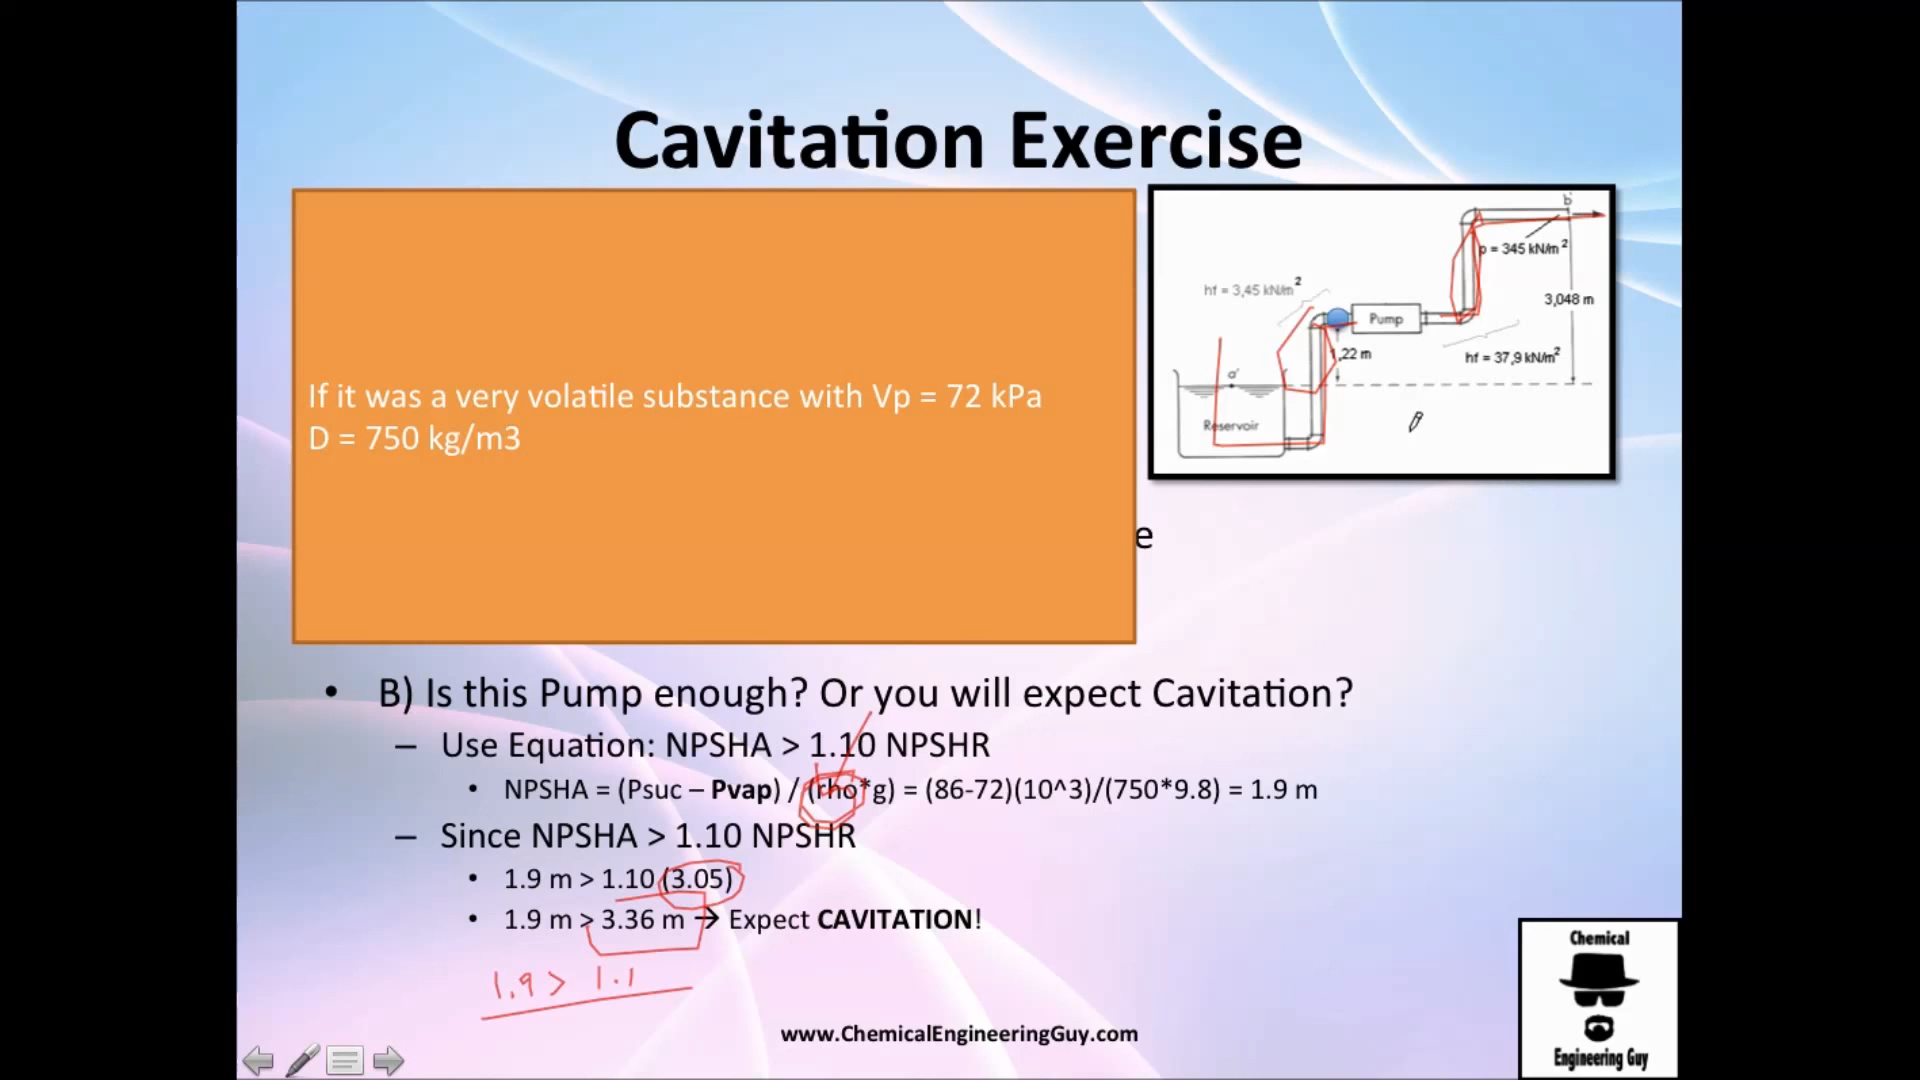 Cavitation Exercise
If it was a very volatile substance with Vp = 72 kPa
D = 750 kg/m3
b
p = 345 kN/m²
hf = 3,45 kN/m²
3,048 m
Pump
1,22 m
hf = 37,9 kN/m²
a'
Reservoir
e
• B) Is this Pump enough? Or you will expect Cavitation?
– Use Equation: NPSHA > 1.10 NPSHR
• NPSHA = (Psuc – Pvap) / (rho*g) = (86-72)(10^3)/(750*9.8) = 1.9 m
– Since NPSHA > 1.10 NPSHR
• 1.9 m > 1.10 (3.05)
• 1.9 m > 3.36 m → Expect CAVITATION!
1.9 > 1.1
www.ChemicalEngineeringGuy.com
Chemical
Engineering Guy